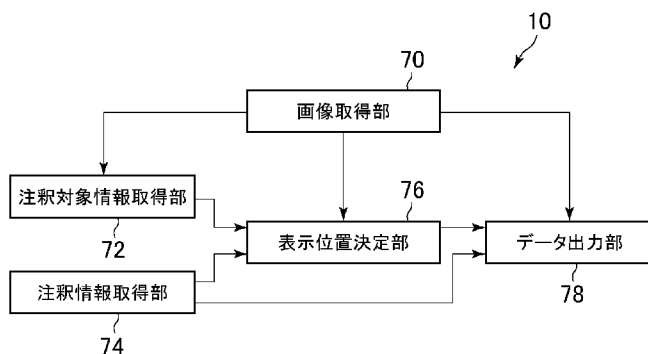 10
70
画像取得部
注釈対象情報取得部
72
76
表示位置決定部
データ出力部
78
注釈情報取得部
74